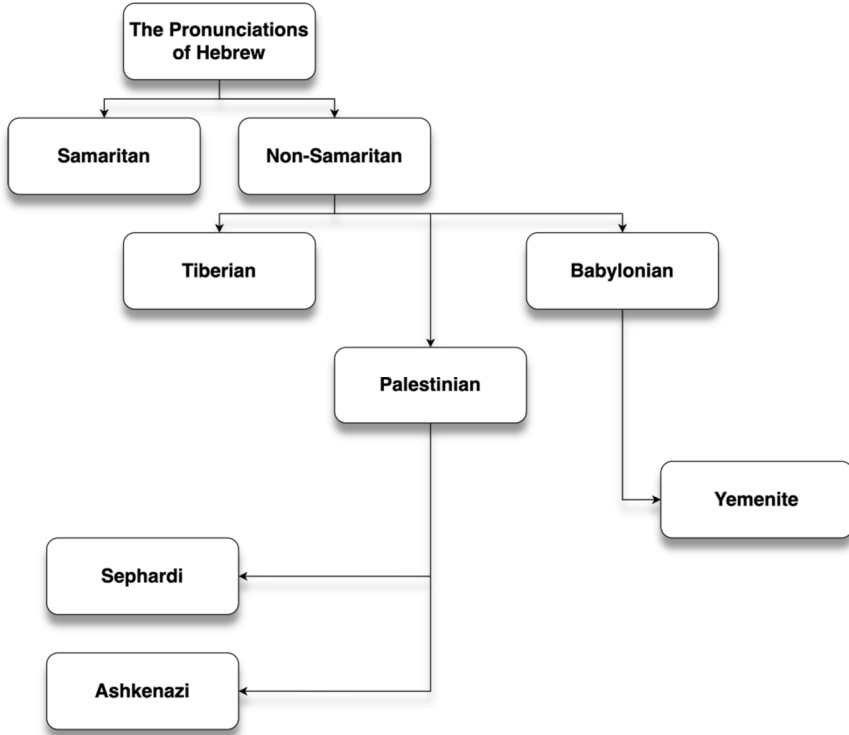 The Pronunciations
of Hebrew
Samaritan
Non-Samaritan
Tiberian
Babylonian
Palestinian
Yemenite
Sephardi
Ashkenazi